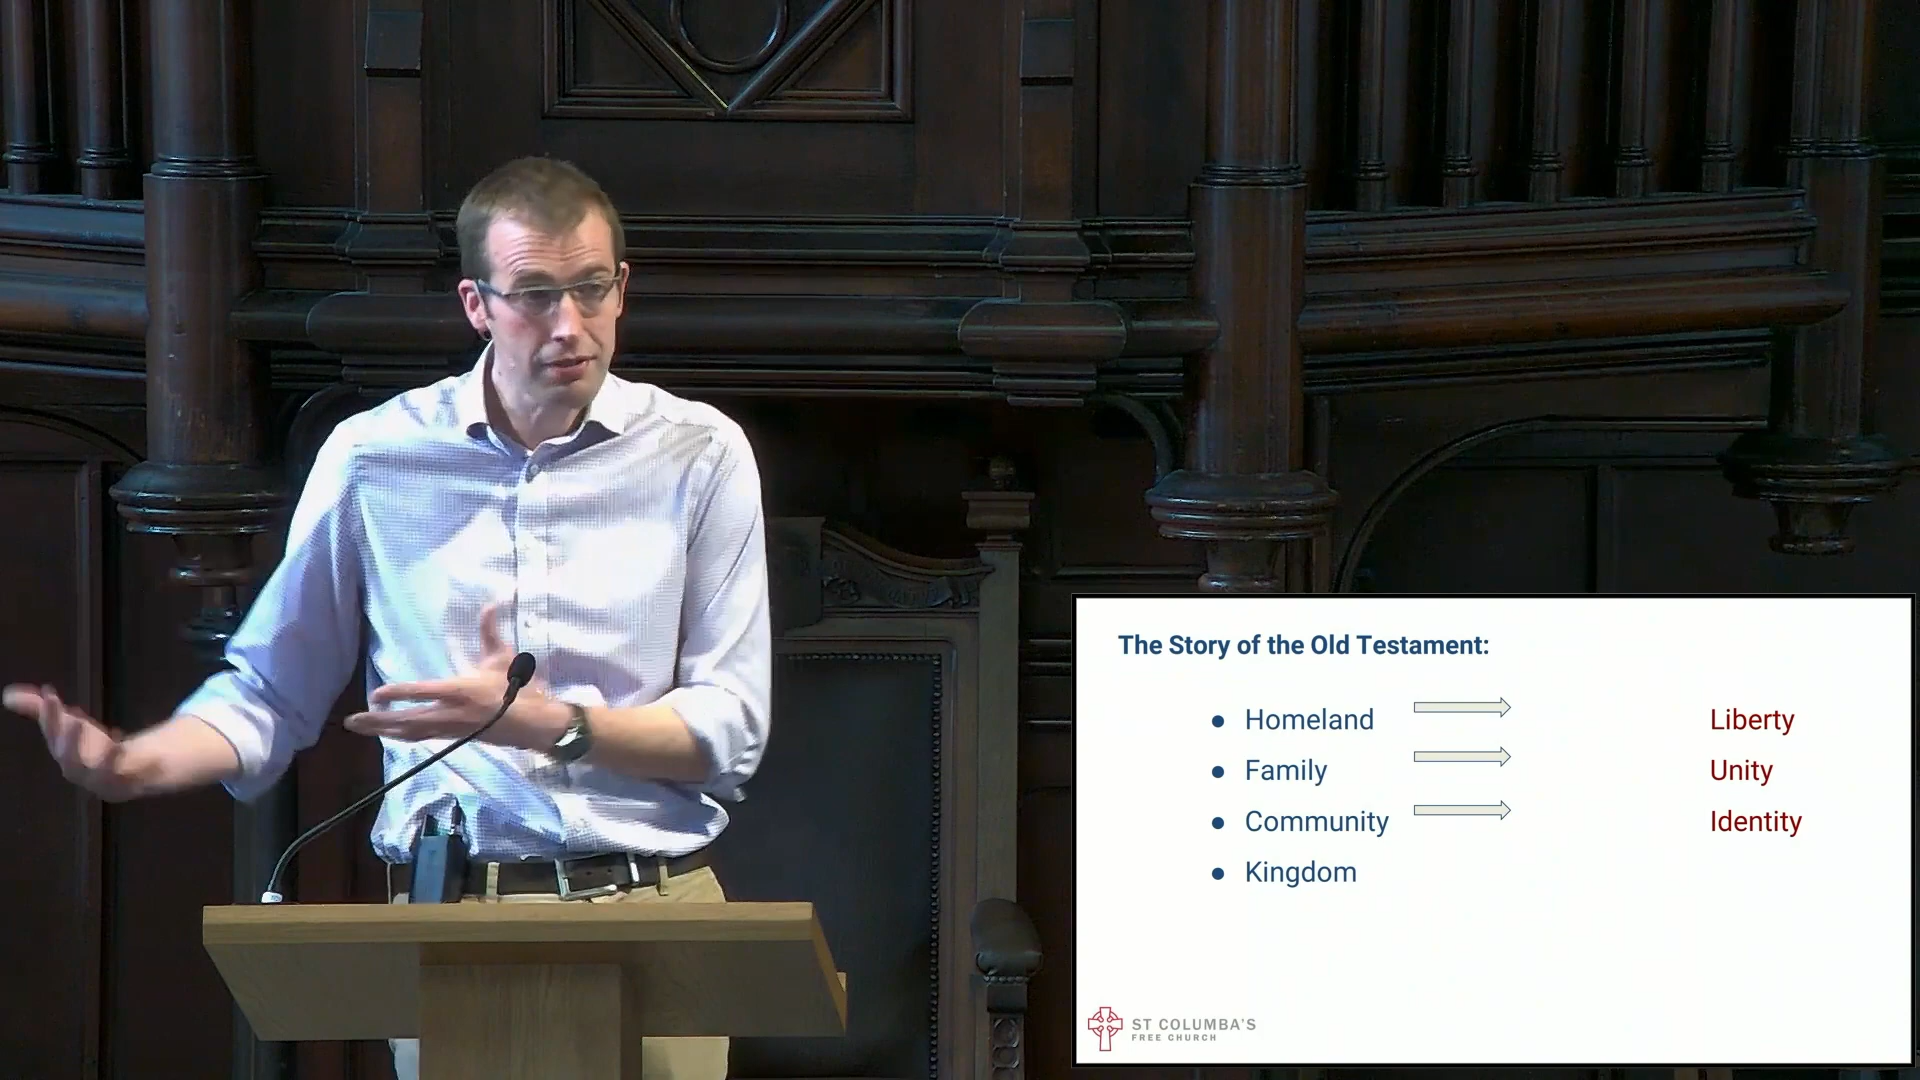 The Story of the Old Testament:
● Homeland Liberty
● Family Unity
● Community Identity
● Kingdom
ST COLUMBA'S
FREE CHURCH